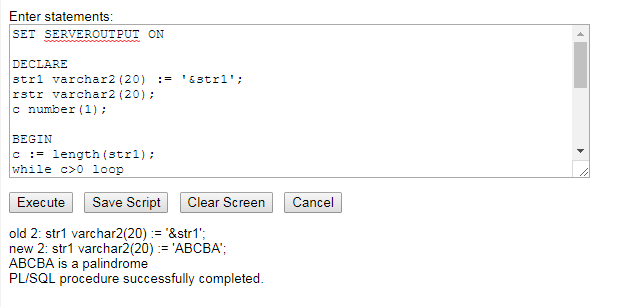 Enter statements:
SET SERVEROUTPUT ON
DECLARE
str1 varchar2(20) := '&str1';
rstr varchar2(20);
c number(1);
BEGIN
c := length(str1);
while c>0 loop
Execute Save Script Clear Screen Cancel
old 2: str1 varchar2(20) := '&str1';
new 2: str1 varchar2(20) := 'ABCBA';
ABCBA is a palindrome
PL/SQL procedure successfully completed.